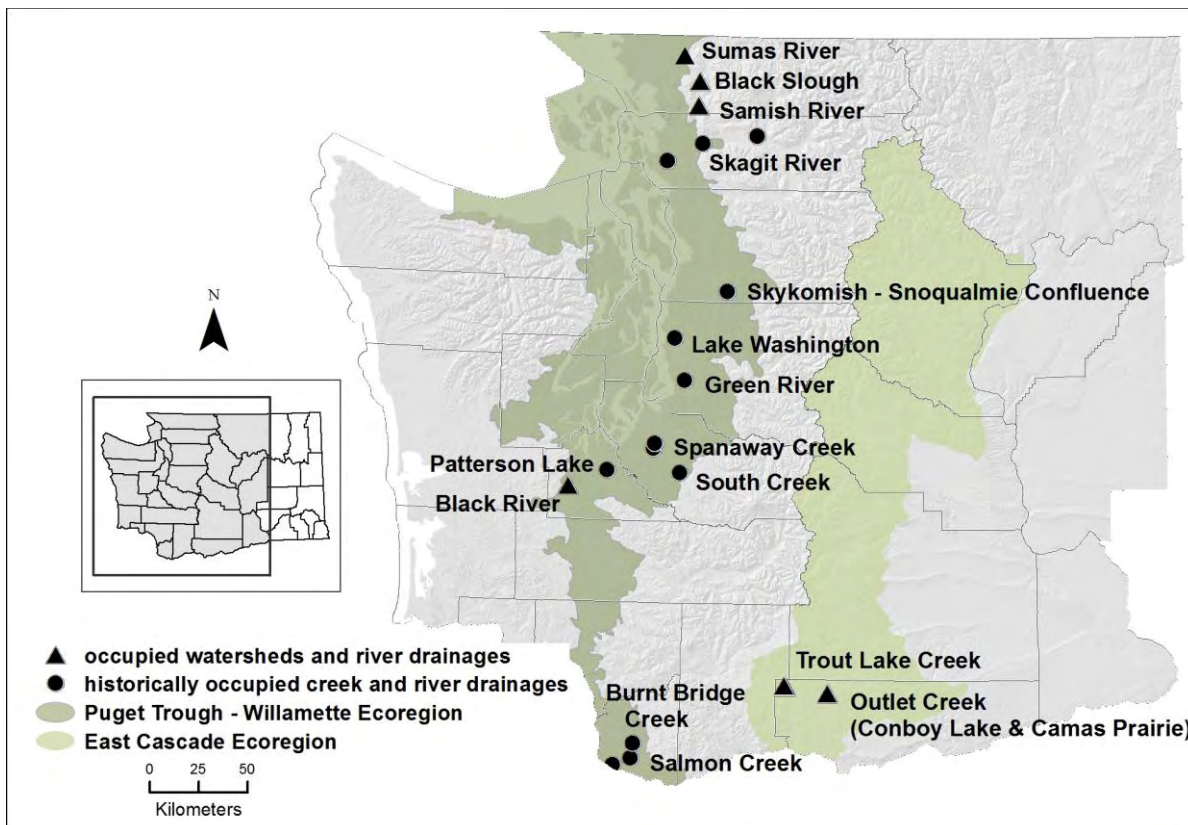 Sumas River
Black Slough
Samish River
Skagit River
Skykomish - Snoqualmie Confluence
N
Lake Washington
Green River
Spanaway Creek
Patterson Lake
South Creek
Black River
Trout Lake Creek
Outlet Creek
(Conboy Lake & Camas Prairie)
Burnt Bridge
Creek
Salmon Creek
occupied watersheds and river drainages
historically occupied creek and river drainages
Puget Trough - Willamette Ecoregion
East Cascade Ecoregion
0 25 50
Kilometers